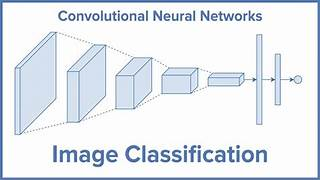 Convolutional Neural Networks
Image Classification